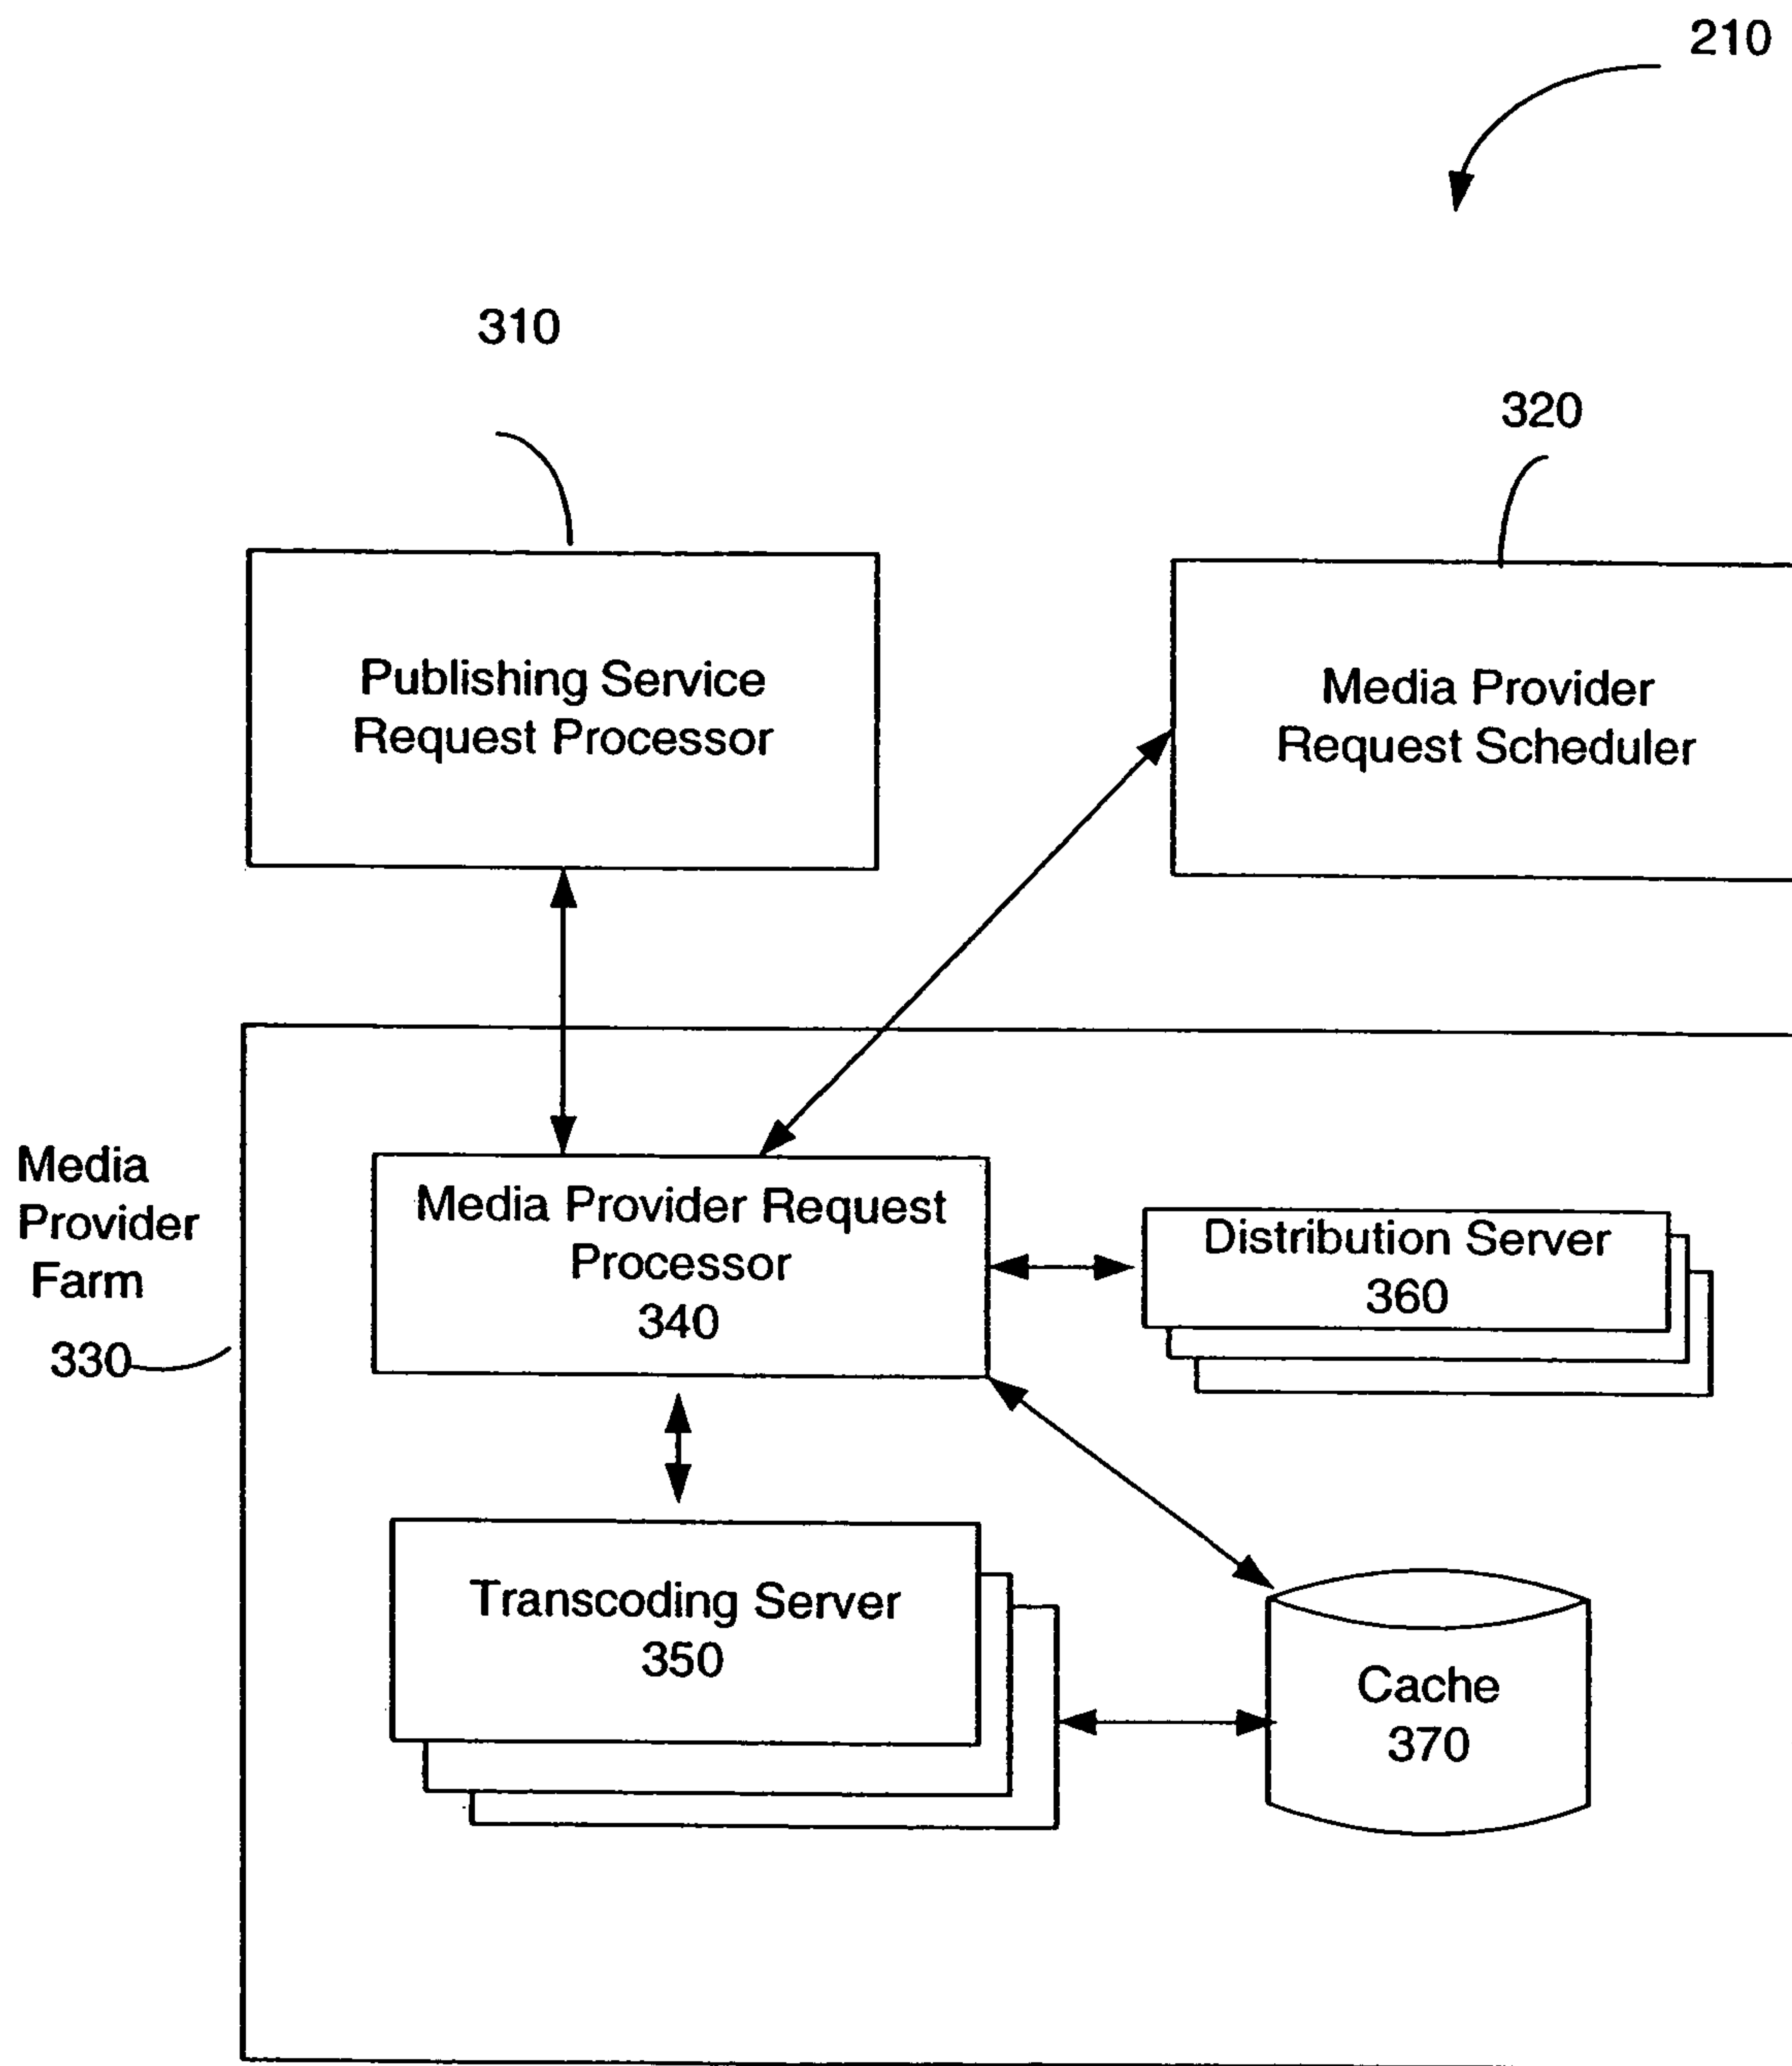 210
310
320
Publishing Service
Request Processor
Media Provider
Request Scheduler
Media
Provider
Farm
330
Media Provider Request
Processor
340
Distribution Server
360
Transcoding Server
350
Cache
370